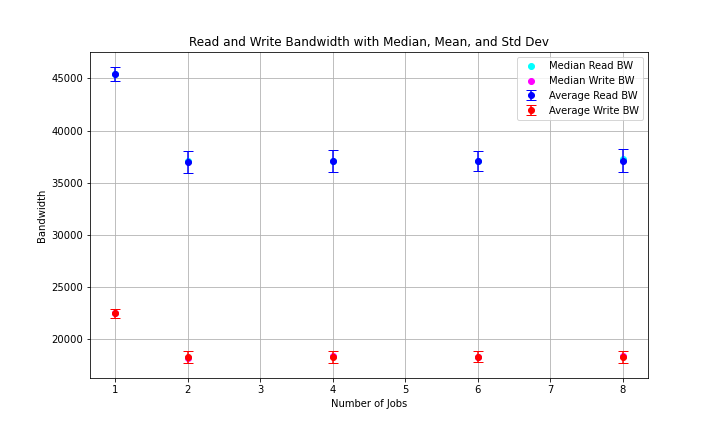 Read and Write Bandwidth with Median, Mean, and Std Dev
Median Read BW
Median Write BW
Average Read BW
Average Write BW
45000
40000
35000
30000
25000
20000
Bandwidth
1 2 3 4 5 6 7 8
Number of Jobs